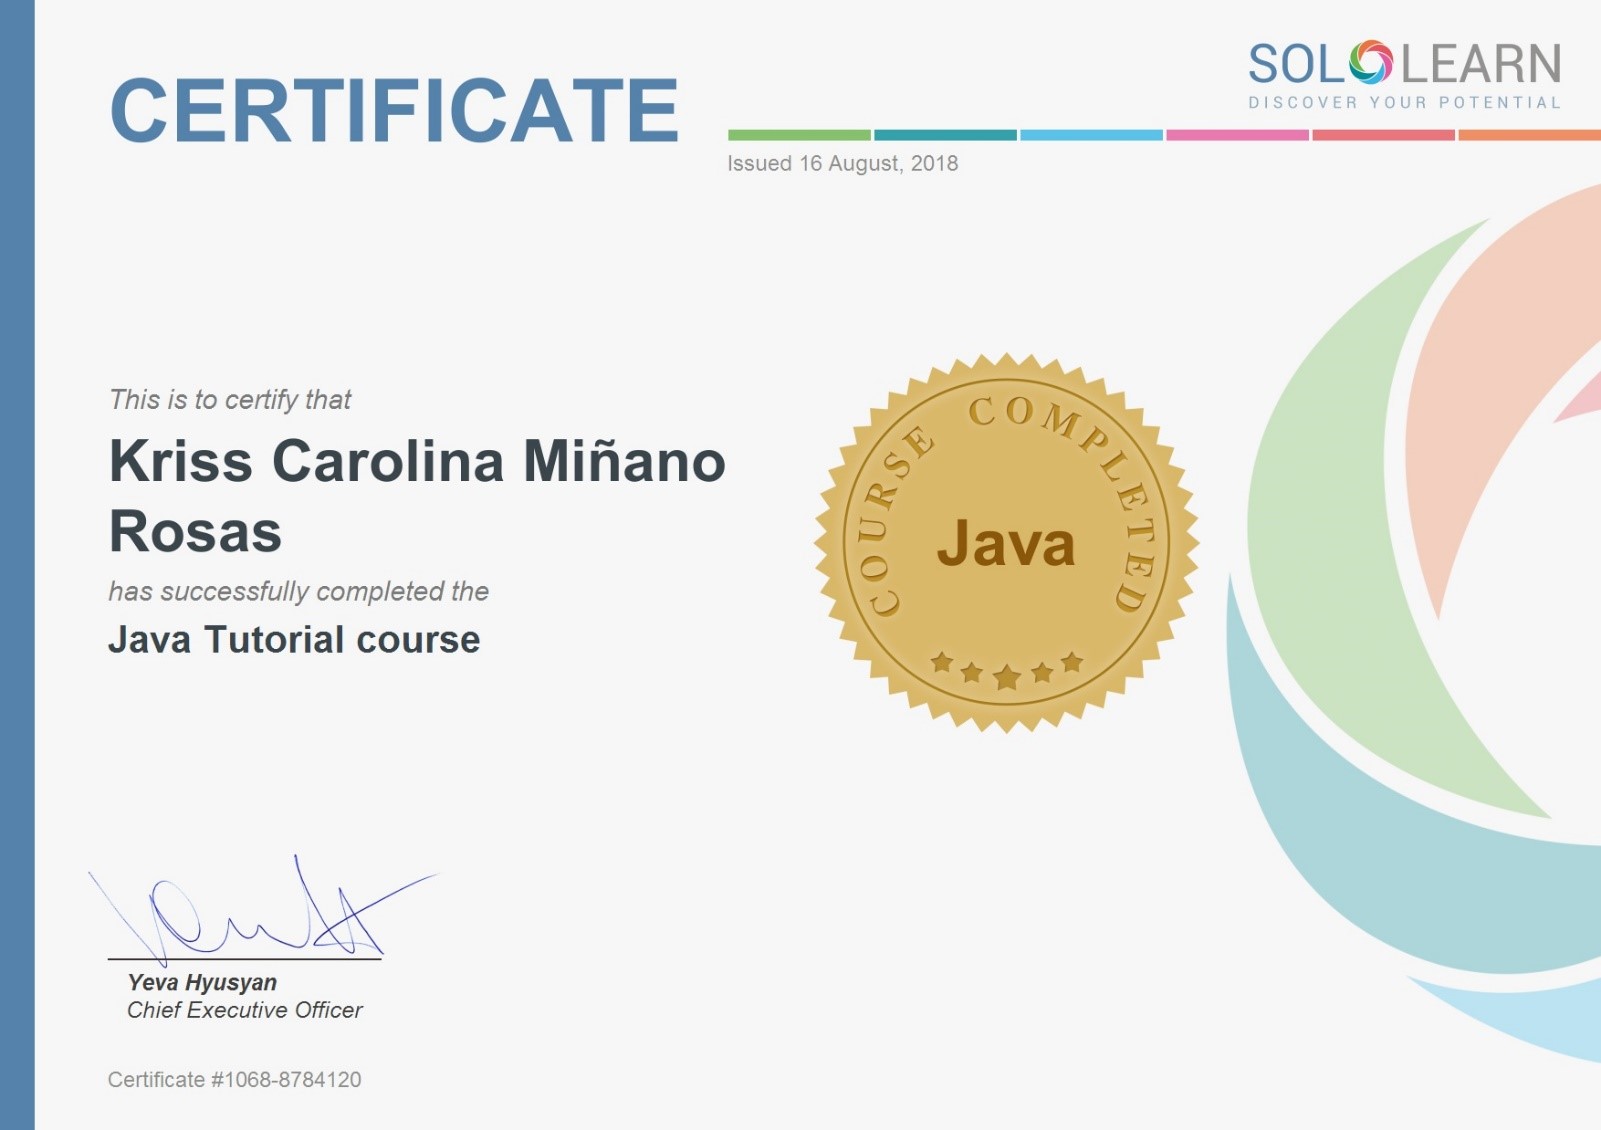 CERTIFICATE
SOLOLEARN
DISCOVER YOUR POTENTIAL
Issued 16 August, 2018
This is to certify that
Kriss Carolina Miñano
Rosas
has successfully completed the
Java Tutorial course
COURSE COMPLETED
Java
Yeva Hyusyan
Chief Executive Officer
Certificate #1068-8784120